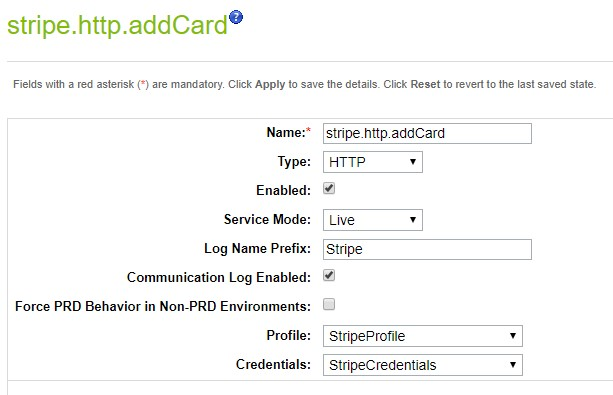 stripe.http.addCard ?
Fields with a red asterisk (*) are mandatory. Click Apply to save the details. Click Reset to revert to the last saved state.
Name:* stripe.http.addCard
Type: HTTP
Enabled:
Service Mode: Live
Log Name Prefix: Stripe
Communication Log Enabled:
Force PRD Behavior in Non-PRD Environments:
Profile: StripeProfile
Credentials: StripeCredentials